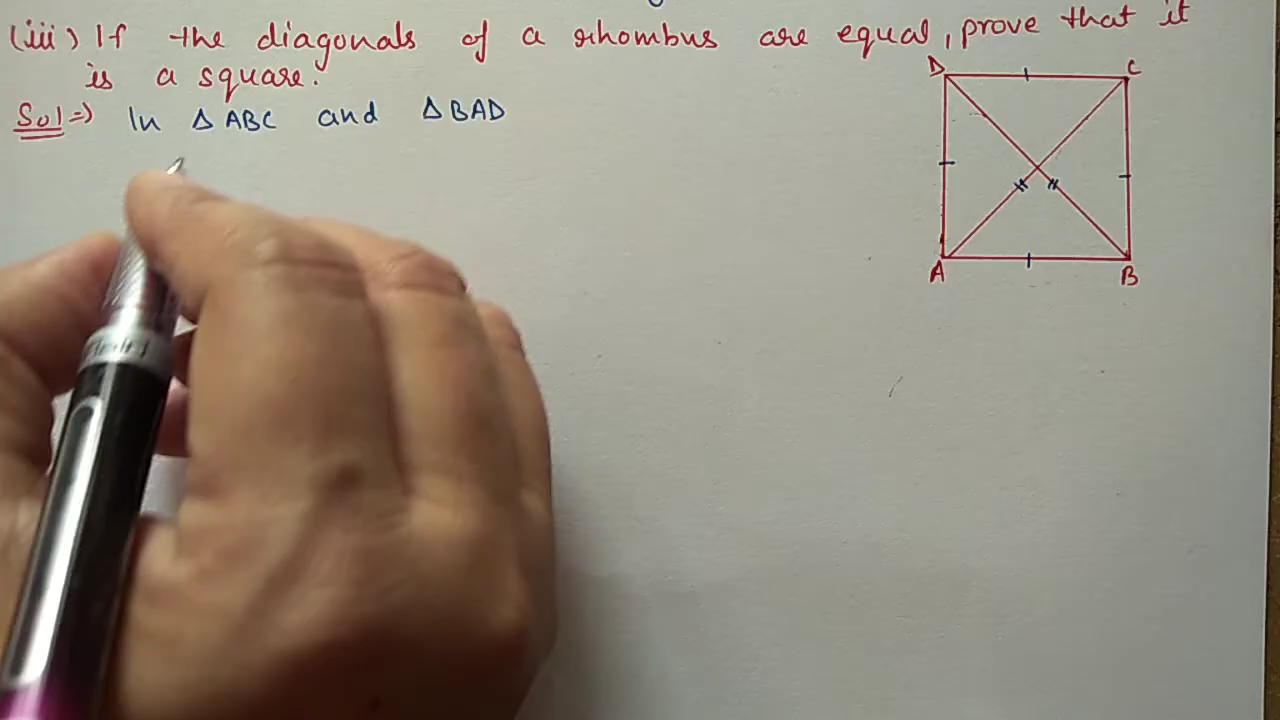 (iii) If the diagonals of a rhombus are equal, prove that it
is a square.
Sol⇒ In Δ ABC and Δ BAD
D C
A B